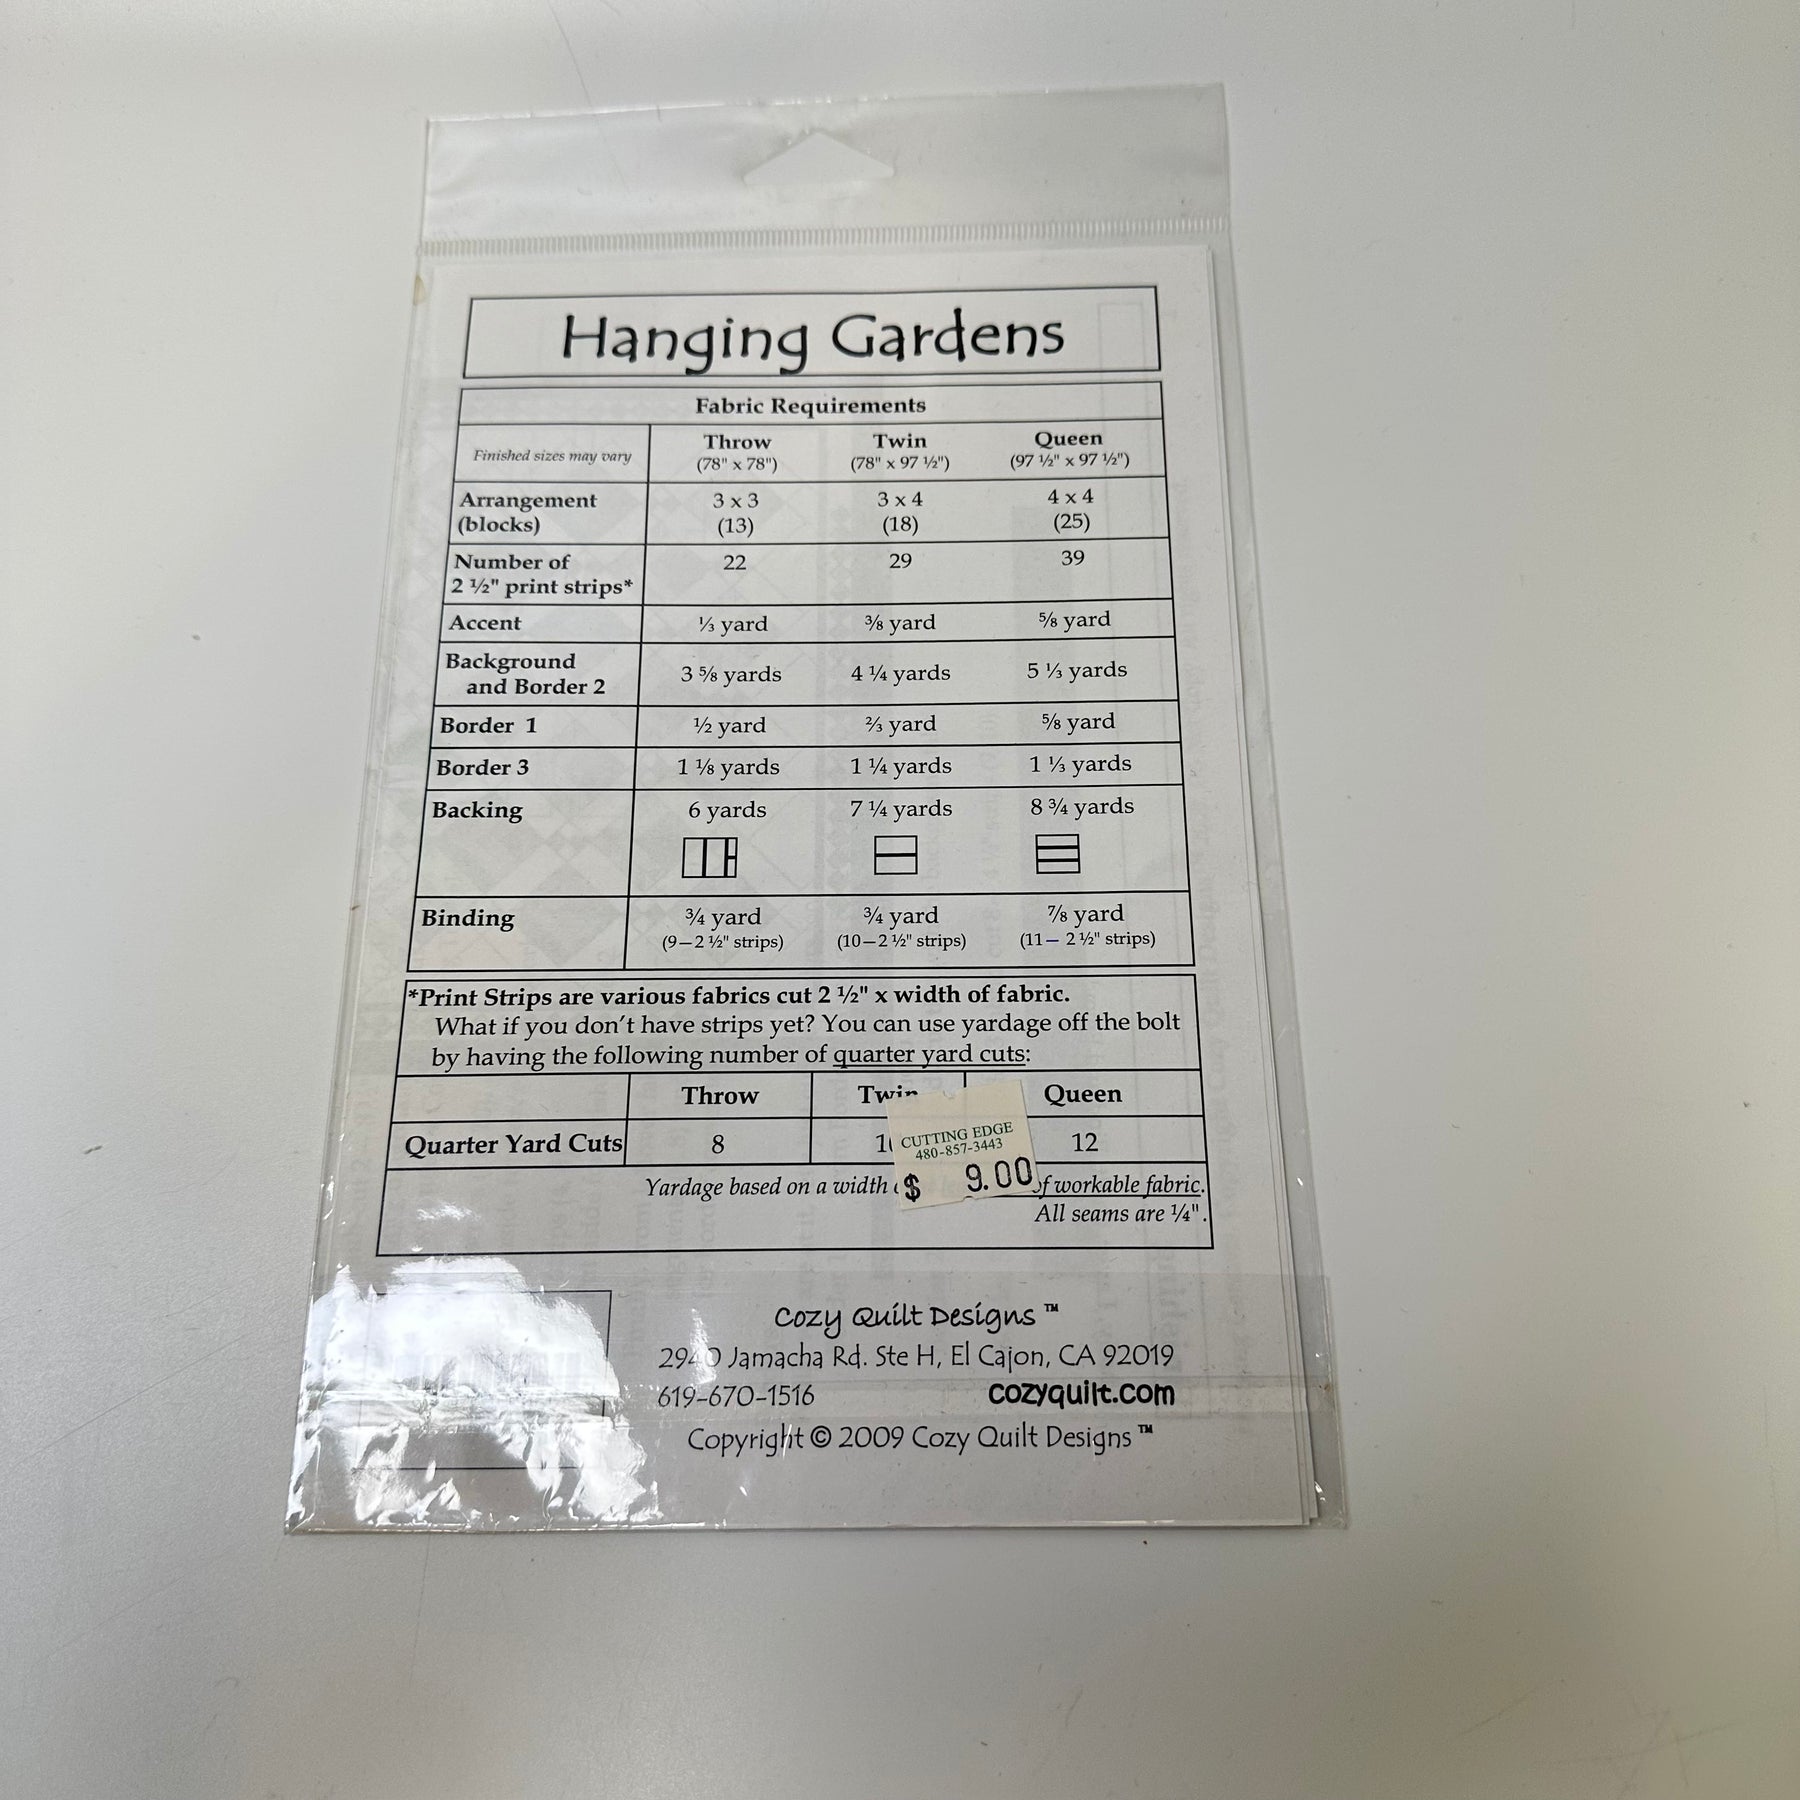 Hanging Gardens
Fabric Requirements
Finished sizes may vary Throw Twin Queen
(78" x 78") (78" x 97 ½") (97 ½" x 97 ½")
Arrangement 3 x 3 3 x 4 4 x 4
(blocks) (13) (18) (25)
Number of 22 29 39
2 ½" print strips*
Accent ⅓ yard ⅜ yard ⅝ yard
Background
and Border 2 3 ⅝ yards 4 ¼ yards 5 ⅓ yards
Border 1 ½ yard ⅔ yard ⅝ yard
Border 3 1 ⅛ yards 1 ¼ yards 1 ⅓ yards
Backing 6 yards 7 ¼ yards 8 ¾ yards
Binding ¾ yard ¾ yard ⅞ yard
(9–2 ½" strips) (10–2 ½" strips) (11– 2 ½" strips)
*Print Strips are various fabrics cut 2 ½" x width of fabric.
What if you don't have strips yet? You can use yardage off the bolt
by having the following number of quarter yard cuts:
Throw Twin Queen
Quarter Yard Cuts 8 12
CUTTING EDGE
480-857-3443
$ 9.00
Yardage based on a width of workable fabric.
All seams are ¼".
Cozy Quilt Designs ™
2940 Jamacha Rd. Ste H, El Cajon, CA 92019
619-670-1516 cozyquilt.com
Copyright © 2009 Cozy Quilt Designs ™